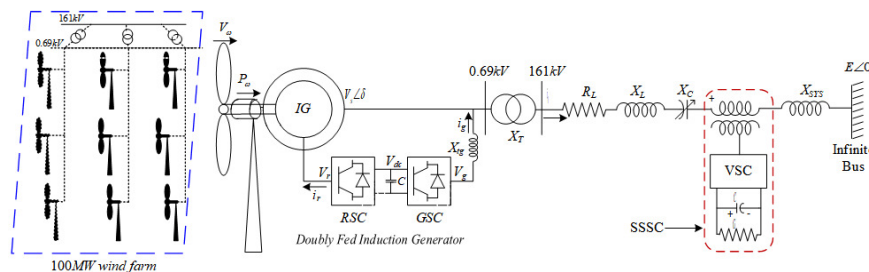 161kV
0.69kV
100MW wind farm
Vω
Pω
IG
Vs∠δ
Vr
ir
RSC
Vdc
C
GSC
Vg
Xtg
ig
Doubly Fed Induction Generator
0.69kV
161kV
XT
RL
XL
XC
+
VSC
+ -
SSSC
XSYS
E∠0
Infinite
Bus